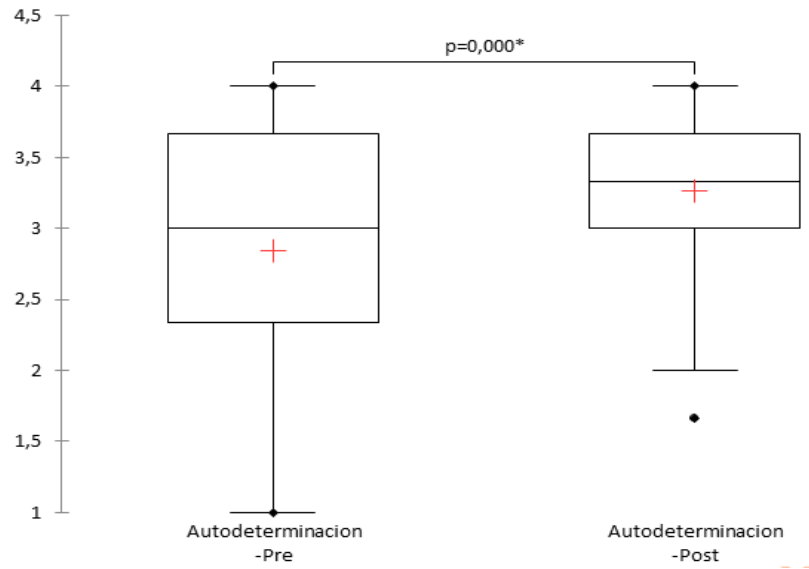 4,5
p=0,000*
4
3,5
3
2,5
2
1,5
1
Autodeterminacion
-Pre
Autodeterminacion
-Post